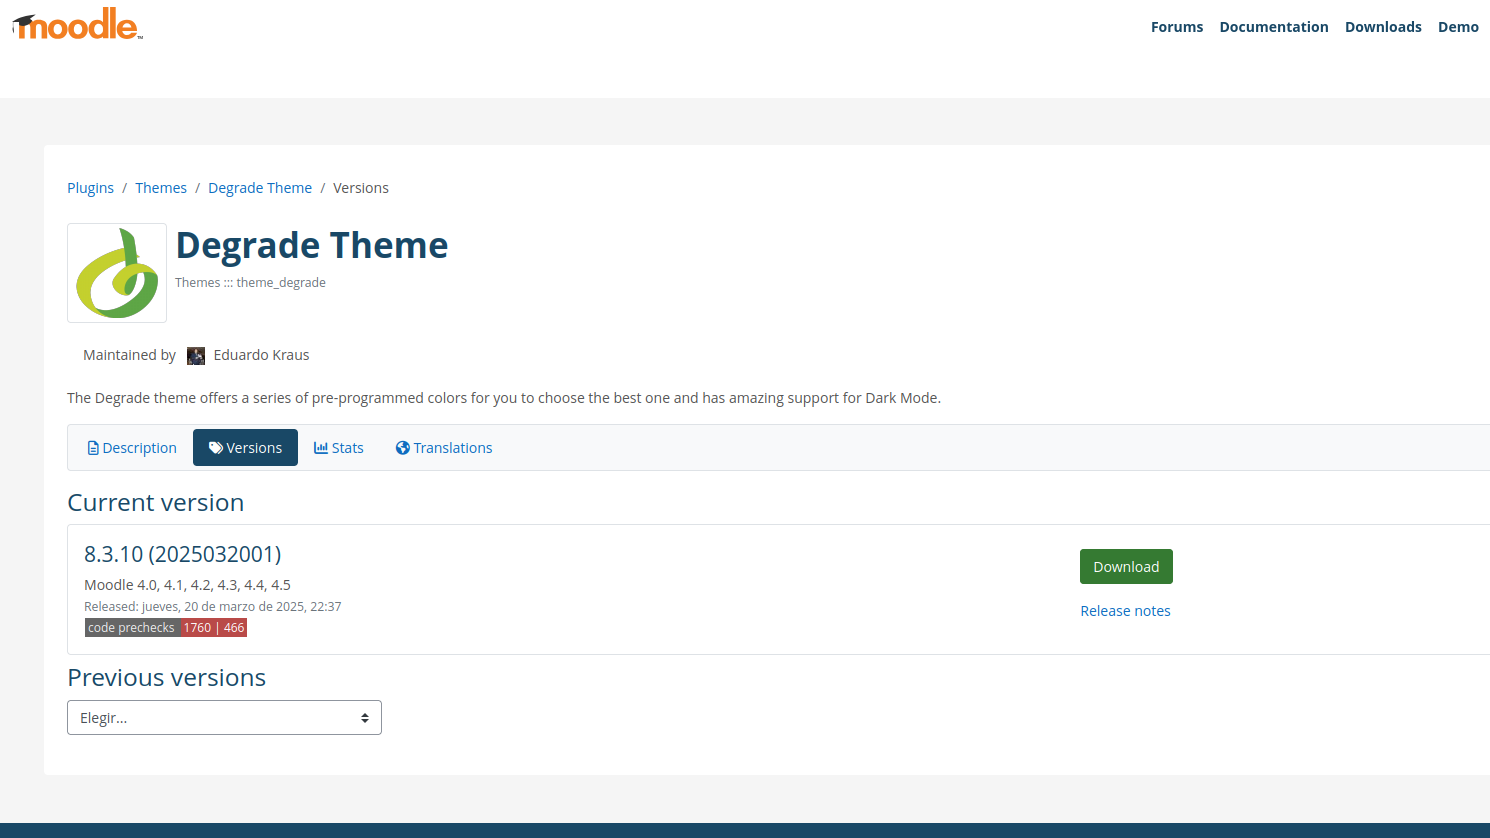 moodle™
Forums Documentation Downloads Demo
Plugins / Themes / Degrade Theme / Versions
Degrade Theme
Themes ::: theme_degrade
Maintained by Eduardo Kraus
The Degrade theme offers a series of pre-programmed colors for you to choose the best one and has amazing support for Dark Mode.
Description Versions Stats Translations
Current version
8.3.10 (2025032001)
Moodle 4.0, 4.1, 4.2, 4.3, 4.4, 4.5
Released: jueves, 20 de marzo de 2025, 22:37
code prechecks 1760 | 466
Download
Release notes
Previous versions
Elegir...